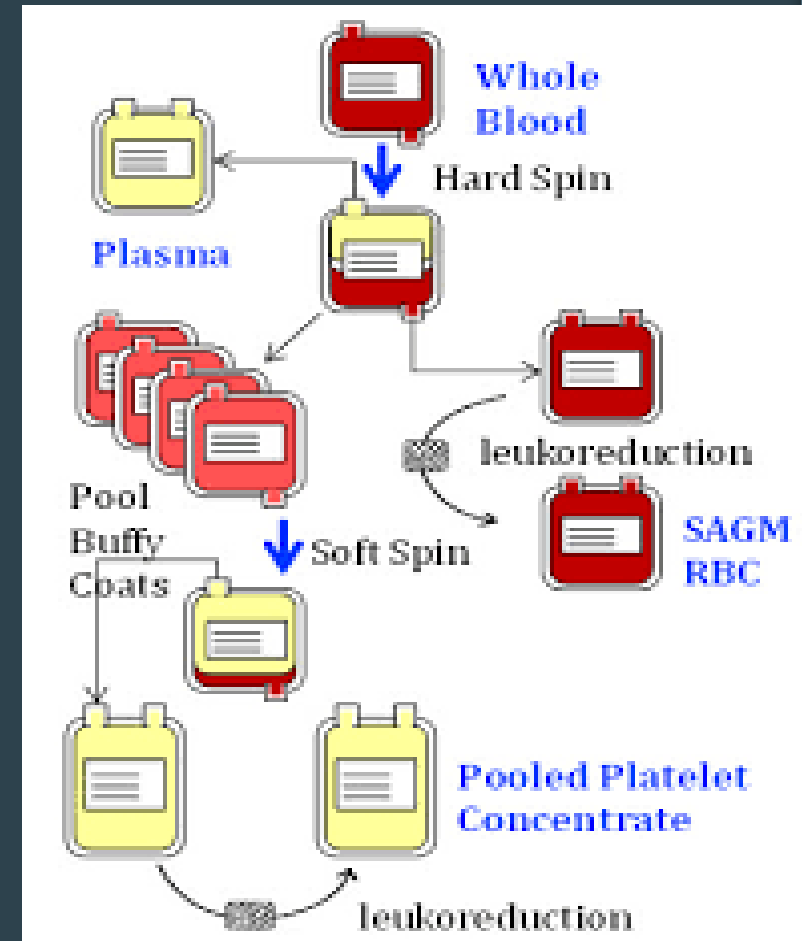 Whole
Blood
Hard Spin
Plasma
leukoreduction
Pool
Buffy
Coats
Soft Spin
SAGM
RBC
Pooled Platelet
Concentrate
leukoreduction